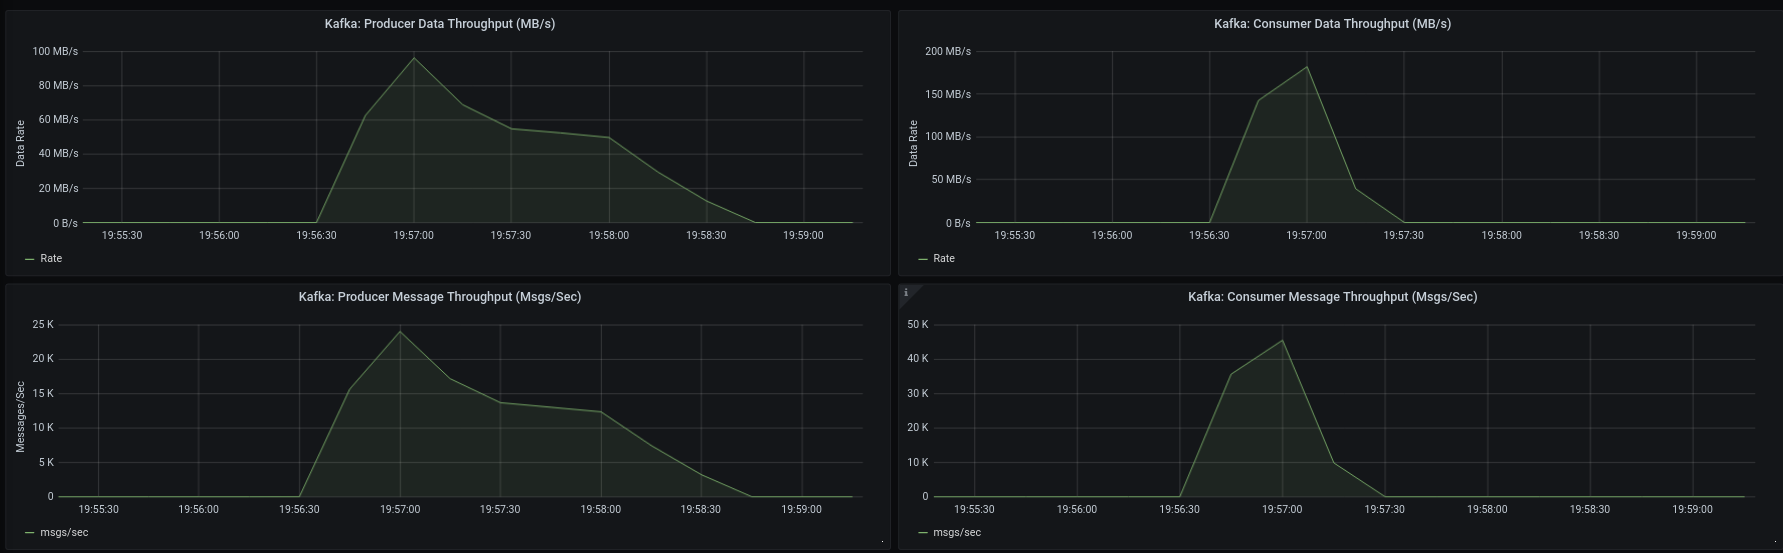 Kafka: Producer Data Throughput (MB/s)
100 MB/s
80 MB/s
60 MB/s
40 MB/s
20 MB/s
0 B/s
Data Rate
19:55:30 19:56:00 19:56:30 19:57:00 19:57:30 19:58:00 19:58:30 19:59:00
Rate
Kafka: Consumer Data Throughput (MB/s)
200 MB/s
150 MB/s
100 MB/s
50 MB/s
0 B/s
Data Rate
19:55:30 19:56:00 19:56:30 19:57:00 19:57:30 19:58:00 19:58:30 19:59:00
Rate
Kafka: Producer Message Throughput (Msgs/Sec)
25 K
20 K
15 K
10 K
5 K
0
Messages/Sec
19:55:30 19:56:00 19:56:30 19:57:00 19:57:30 19:58:00 19:58:30 19:59:00
msgs/sec
i
Kafka: Consumer Message Throughput (Msgs/Sec)
50 K
40 K
30 K
20 K
10 K
0
19:55:30 19:56:00 19:56:30 19:57:00 19:57:30 19:58:00 19:58:30 19:59:00
msgs/sec